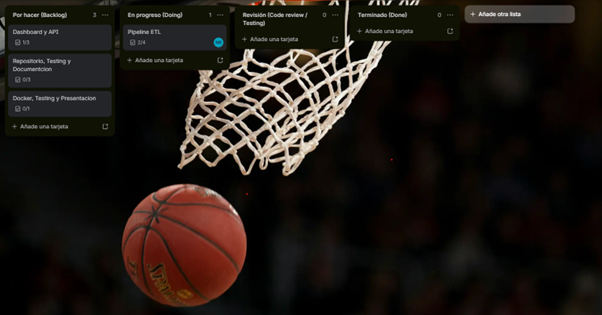 Por hacer (Backlog) 3 ...
Dashboard y API
1/3
Repositorio, Testing y
Documentcion
0/3
Docker, Testing y Presentacion
0/1
+ Añade una tarjeta
En progreso (Doing) 1 ...
Pipeline ETL
2/4
+ Añade una tarjeta
Revisión (Code review /
Testing) 0 ...
+ Añade una tarjeta
Terminado (Done) 0 ...
+ Añade una tarjeta
+ Añade otra lista